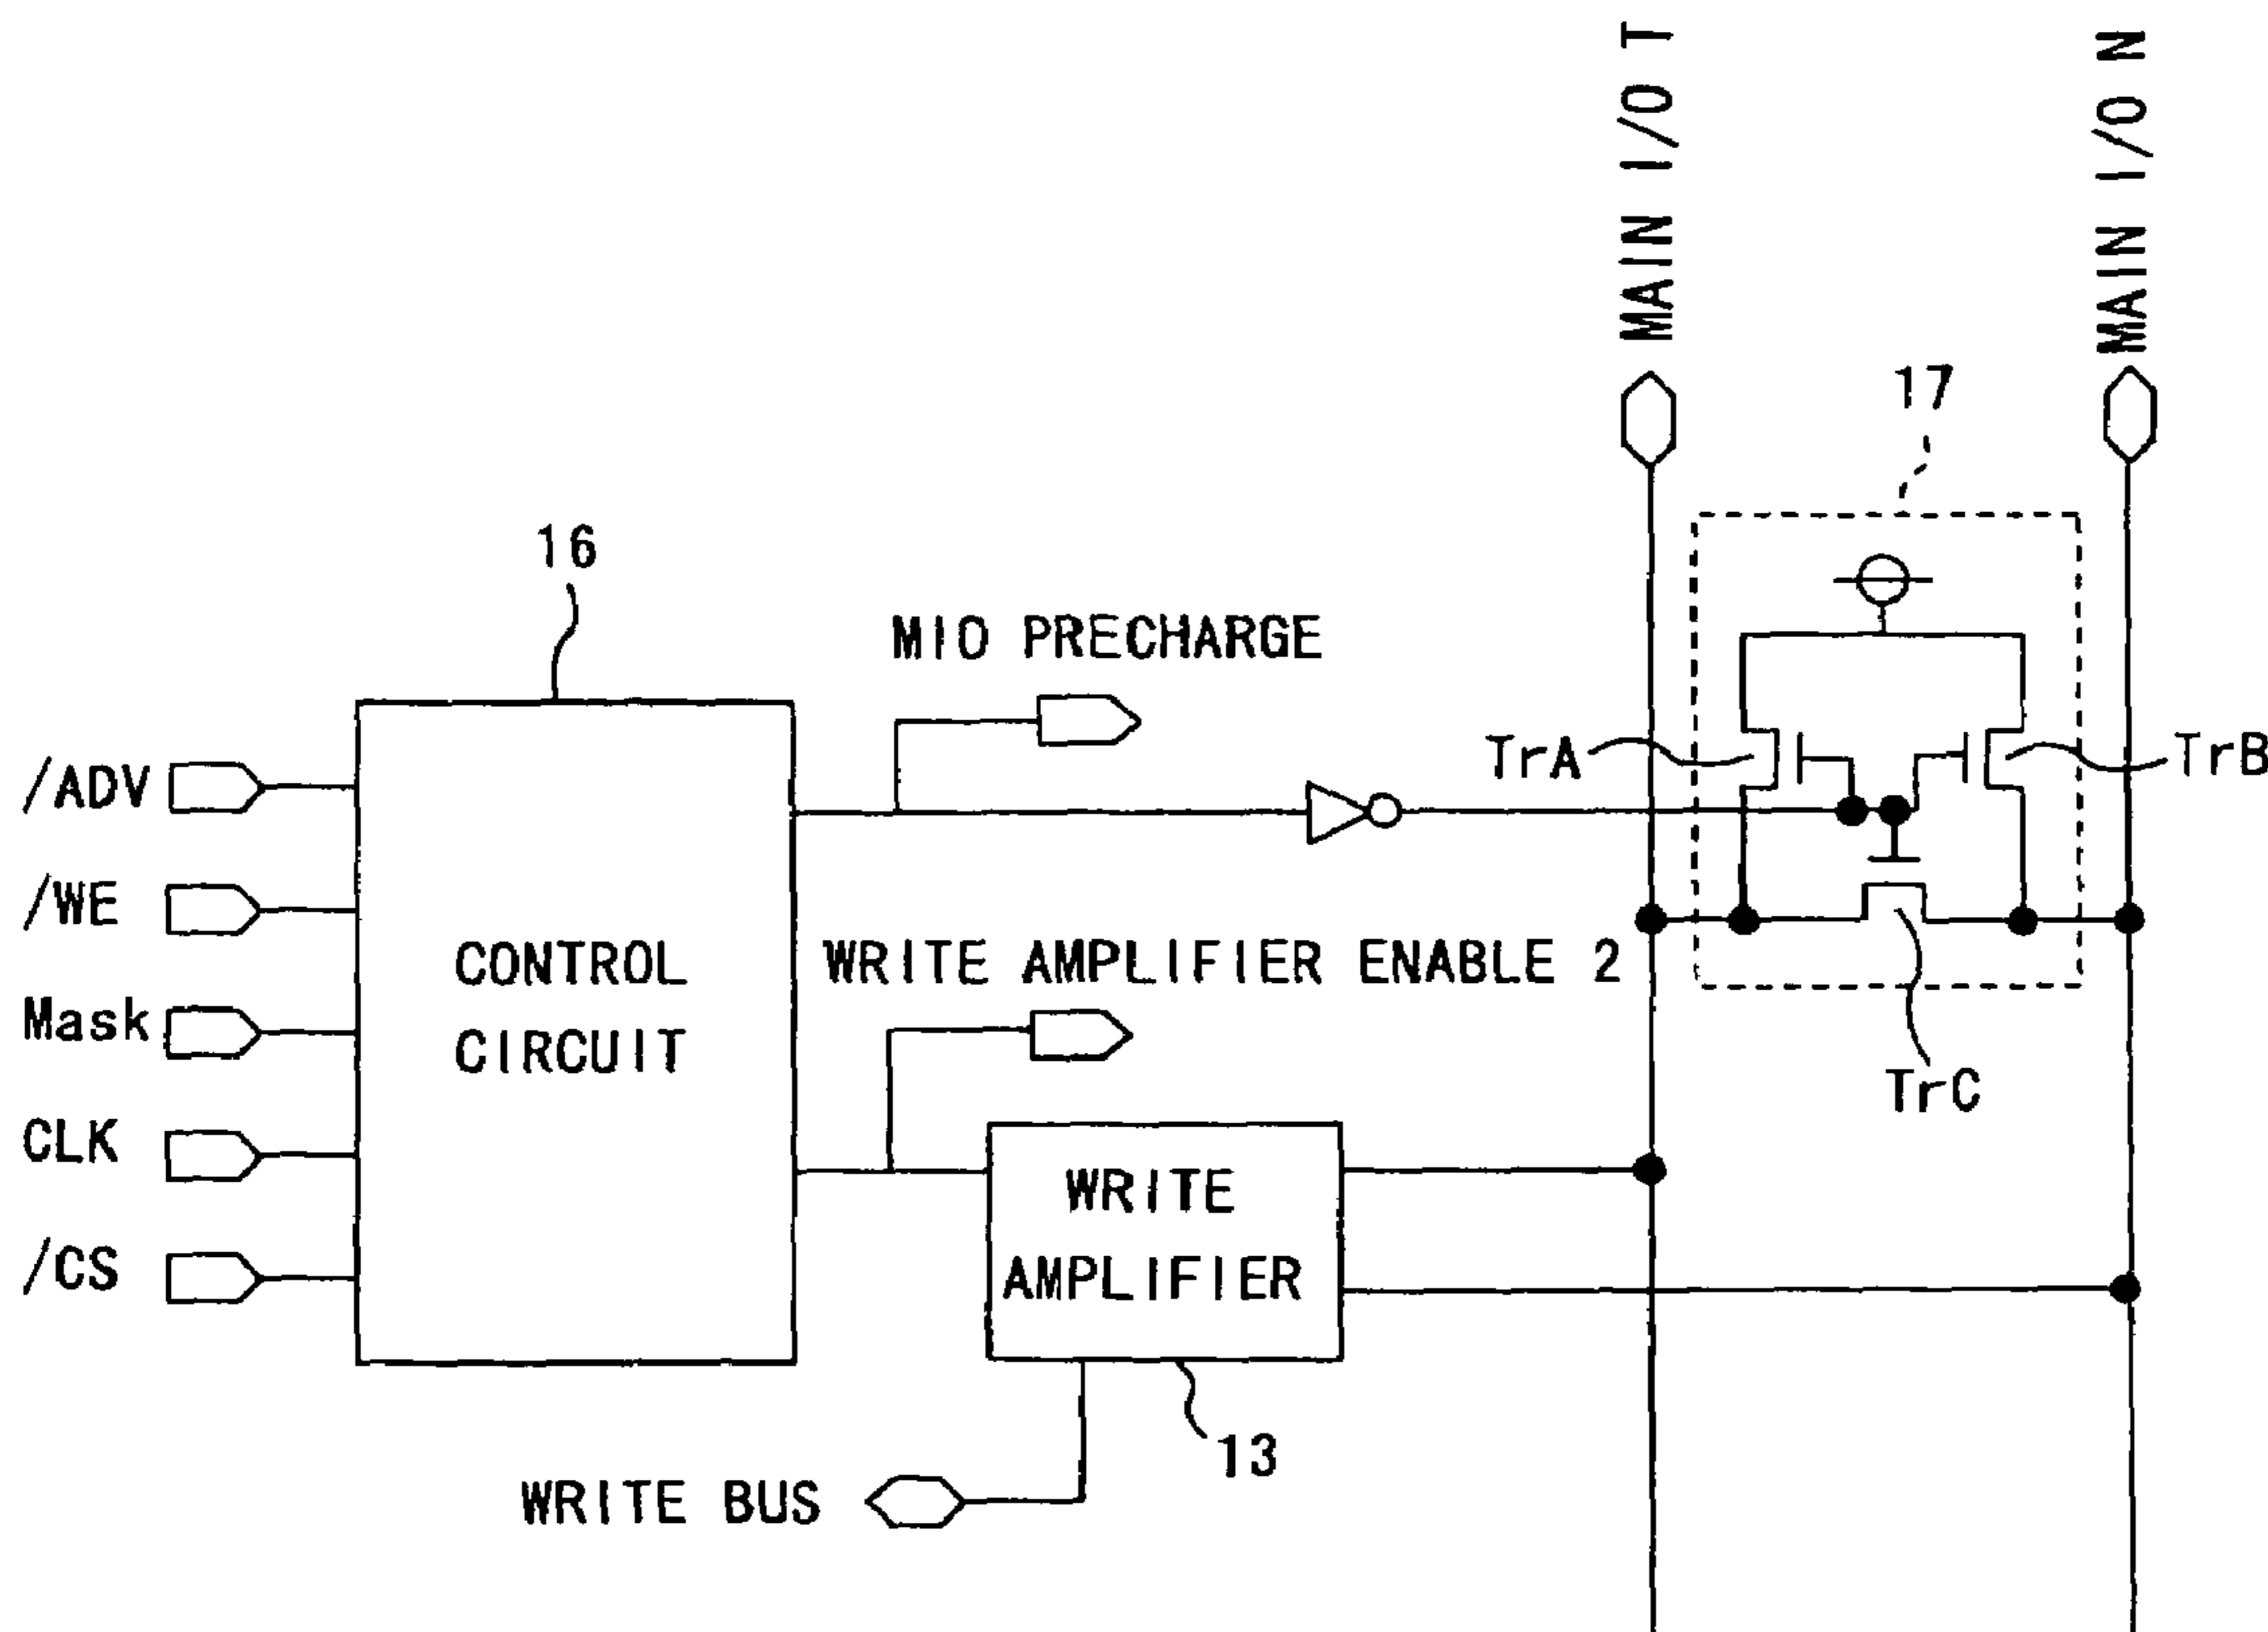 MAIN I/O T
MAIN I/O N
17
16
MIO PRECHARGE
TrA
TrB
/ADV
/WE
Mask
CLK
/CS
CONTROL
CIRCUIT
WRITE AMPLIFIER ENABLE 2
TrC
WRITE
AMPLIFIER
13
WRITE BUS